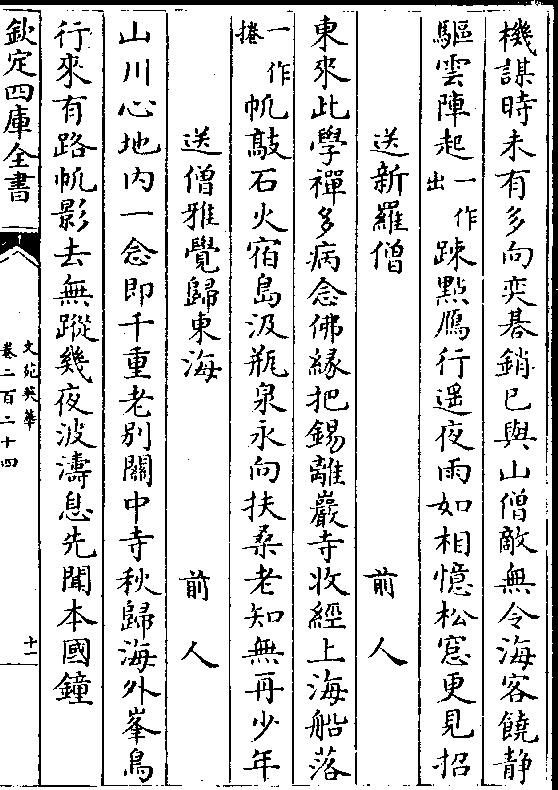 機謀時未有多向奕棊銷已與山僧敵無令海客饒静
驅雲陣起一作出踈點鴈行遥夜雨如相憶松窓更見招
送新羅僧 前人
東來此學禪多病念佛緣把錫離巖寺收經上海船落
一作捲帆敲石火宿島汲瓶泉永向扶桑老知無再少年
送僧雅覺歸東海 前人
山川心地内一念即千重老别關中寺秋歸海外峯鳥
行來有路帆影去無蹤幾夜波濤息先聞本國鐘
欽定四庫全書
文苑英華
卷二百二十四
十一